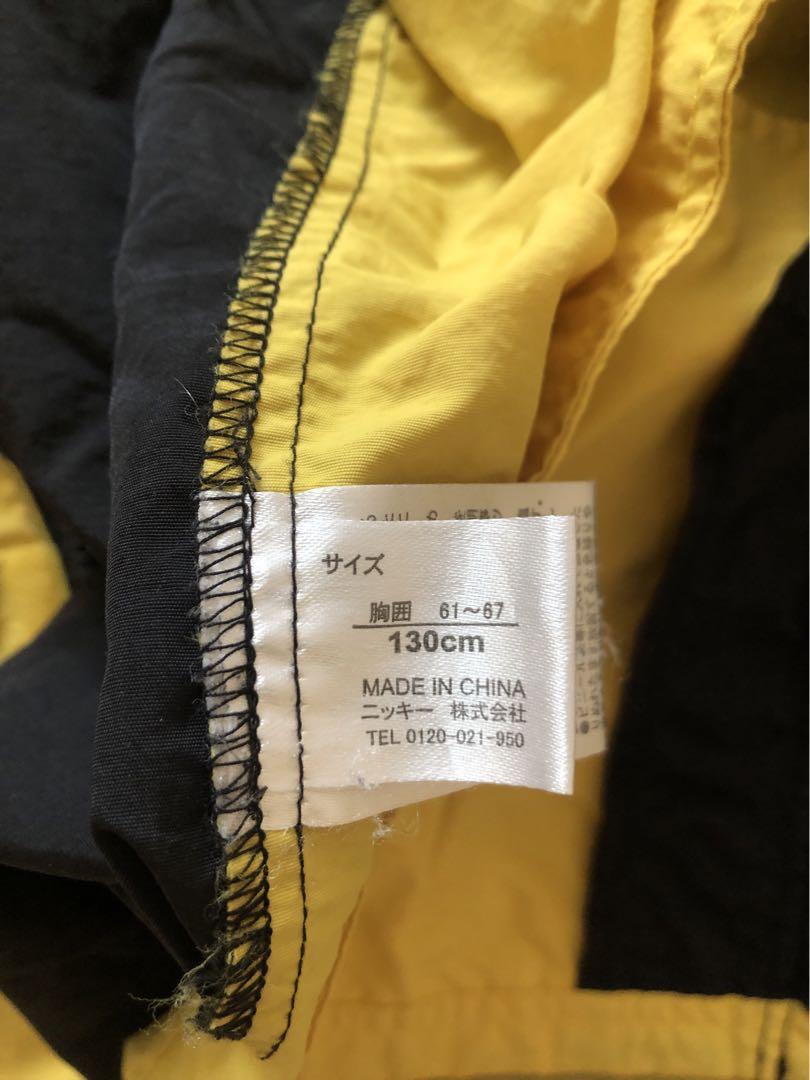 サイズ
胸囲 61～67
130cm
MADE IN CHINA
ニッキー 株式会社
TEL 0120-021-950